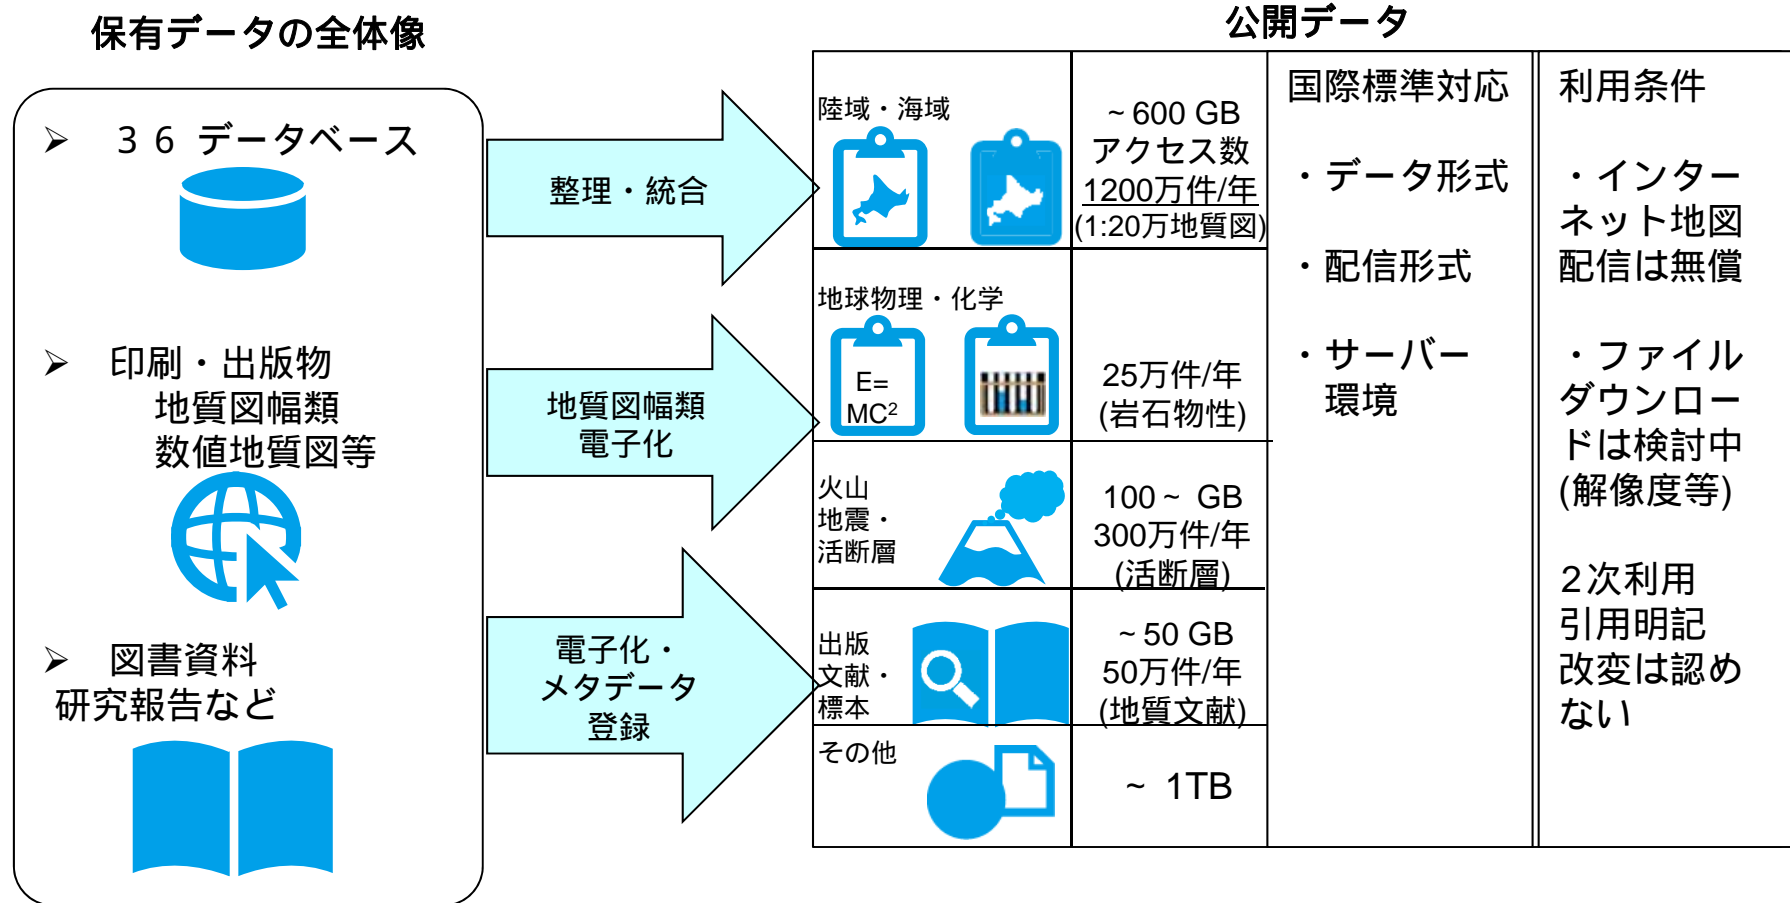 保有データの全体像
➢ 36 データベース
➢ 印刷・出版物
地質図幅類
数値地質図等
➢ 図書資料
研究報告など
整理・統合
地質図幅類
電子化
電子化・
メタデータ
登録
公開データ
陸域・海域
~600 GB
アクセス数
1200万件/年
(1:20万地質図)
地球物理・化学
E=
MC²
25万件/年
(岩石物性)
火山
地震・
活断層
100~ GB
300万件/年
(活断層)
出版
文献・
標本
~50 GB
50万件/年
(地質文献)
その他
~ 1TB
国際標準対応
・データ形式
・配信形式
・サーバー
環境
利用条件
・インター
ネット地図
配信は無償
・ファイル
ダウンロー
ドは検討中
(解像度等)
2次利用
引用明記
改変は認め
ない